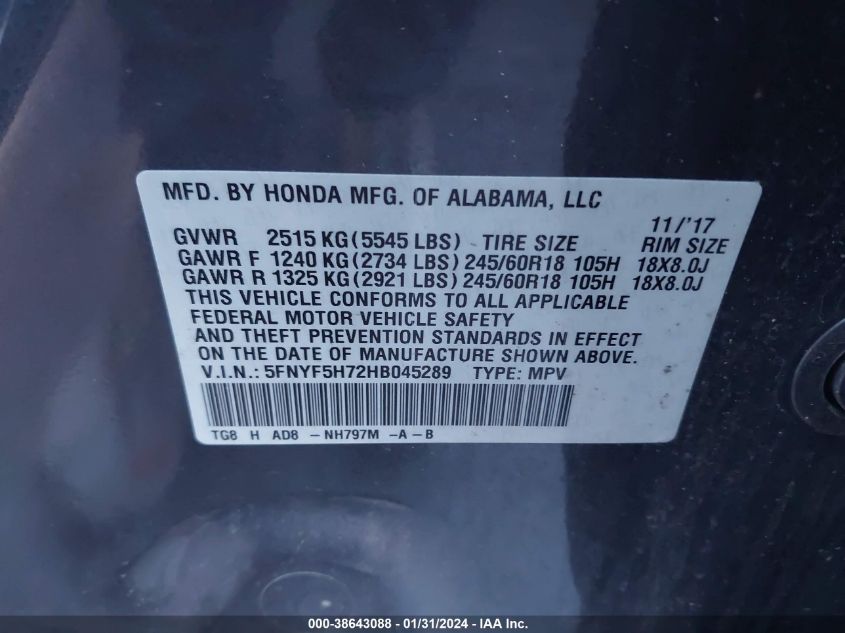 MFD. BY HONDA MFG. OF ALABAMA, LLC
11/'17
GVWR 2515 KG(5545 LBS) TIRE SIZE RIM SIZE
GAWR F 1240 KG(2734 LBS) 245/60R18 105H 18X8.0J
GAWR R 1325 KG(2921 LBS) 245/60R18 105H 18X8.0J
THIS VEHICLE CONFORMS TO ALL APPLICABLE
FEDERAL MOTOR VEHICLE SAFETY
AND THEFT PREVENTION STANDARDS IN EFFECT
ON THE DATE OF MANUFACTURE SHOWN ABOVE.
V.I.N.: 5FNYF5H72HB045289 TYPE: MPV
TG8 H AD8 -NH797M -A-B
000-38643088 - 01/31/2024 - IAA Inc.